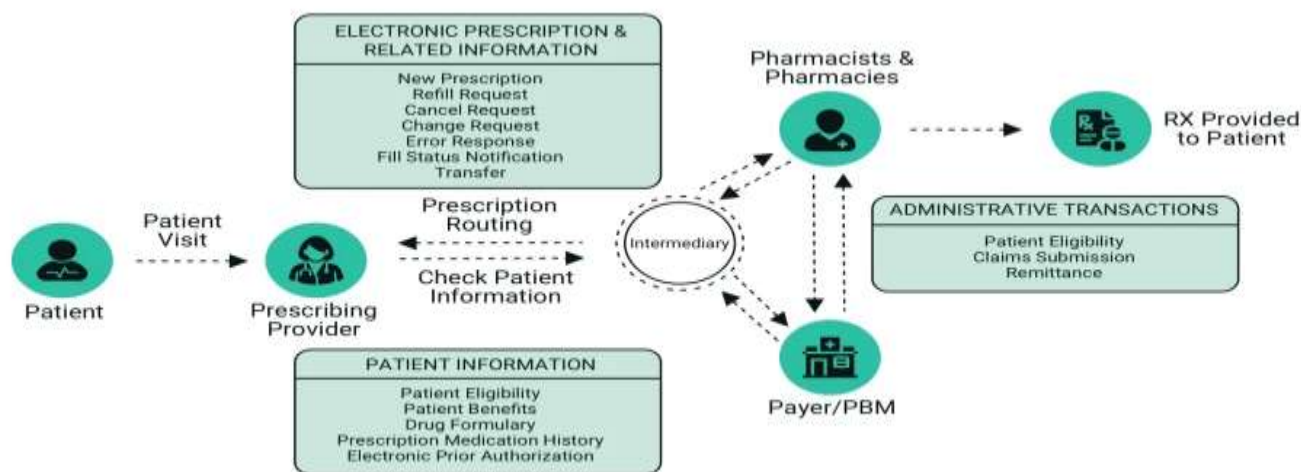 ELECTRONIC PRESCRIPTION &
RELATED INFORMATION
New Prescription
Refill Request
Cancel Request
Change Request
Error Response
Fill Status Notification
Transfer
Pharmacists &
Pharmacies
RX Provided
to Patient
Patient
Visit
Prescription
Routing
Intermediary
Check Patient
Information
Patient
Prescribing
Provider
ADMINISTRATIVE TRANSACTIONS
Patient Eligibility
Claims Submission
Remittance
PATIENT INFORMATION
Patient Eligibility
Patient Benefits
Drug Formulary
Prescription Medication History
Electronic Prior Authorization
Payer/PBM